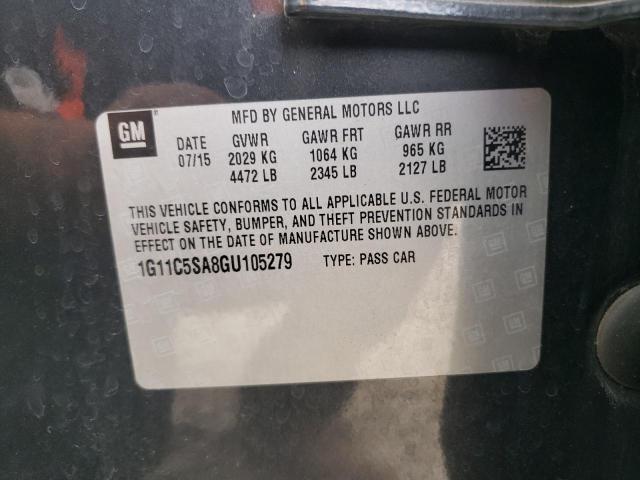 GM
MFD BY GENERAL MOTORS LLC
DATE GVWR GAWR FRT GAWR RR
07/15 2029 KG 1064 KG 965 KG
4472 LB 2345 LB 2127 LB
THIS VEHICLE CONFORMS TO ALL APPLICABLE U.S. FEDERAL MOTOR
VEHICLE SAFETY, BUMPER, AND THEFT PREVENTION STANDARDS IN
EFFECT ON THE DATE OF MANUFACTURE SHOWN ABOVE.
1G11C5SA8GU105279 TYPE: PASS CAR